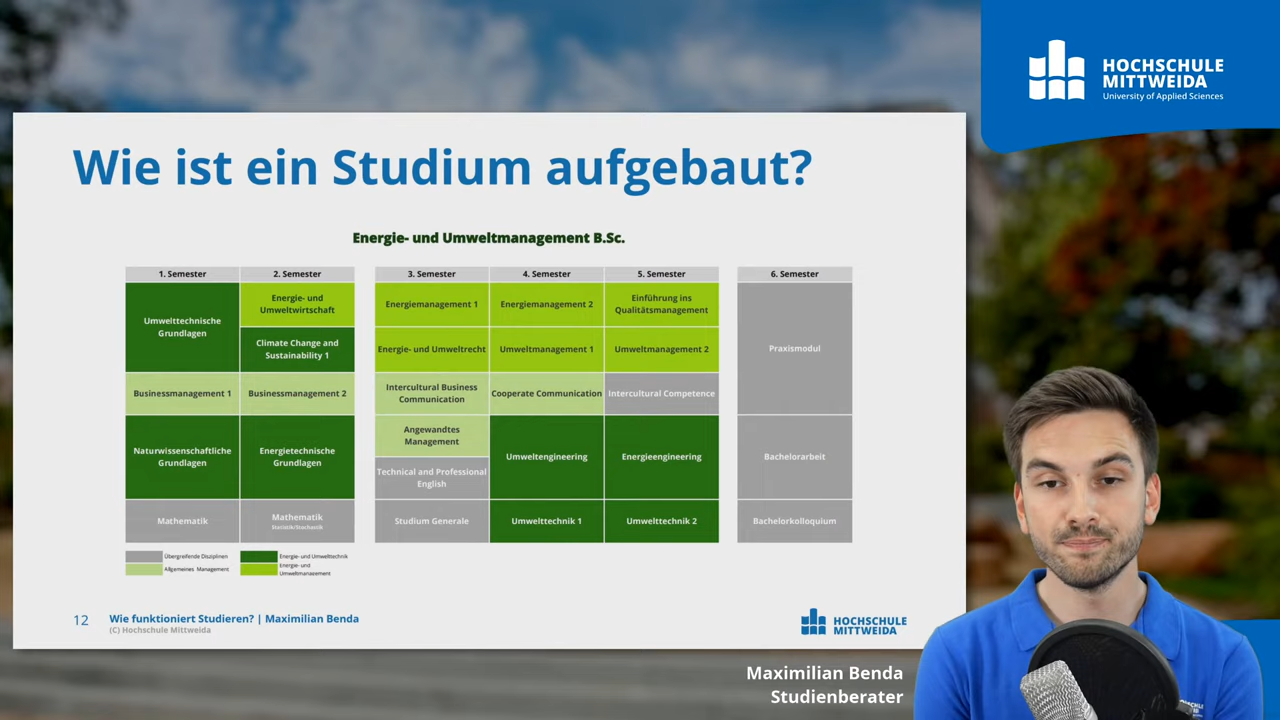 HOCHSCHULE
MITTWEIDA
University of Applied Sciences
Wie ist ein Studium aufgebaut?
Energie- und Umweltmanagement B.Sc.
1. Semester
2. Semester
3. Semester
4. Semester
5. Semester
6. Semester
Umwelttechnische
Grundlagen
Energie- und
Umweltwirtschaft
Climate Change and
Sustainability 1
Energiemanagement 1
Energiemanagement 2
Einführung ins
Qualitätsmanagement
Energie- und Umweltrecht
Umweltmanagement 1
Umweltmanagement 2
Praxismodul
Businessmanagement 1
Businessmanagement 2
Intercultural Business
Communication
Cooperate Communication
Intercultural Competence
Naturwissenschaftliche
Grundlagen
Energietechnische
Grundlagen
Angewandtes
Management
Technical and Professional
English
Umweltengineering
Energieengineering
Bachelorarbeit
Mathematik
Mathematik
Statistik/Stochastik
Studium Generale
Umwelttechnik 1
Umwelttechnik 2
Bachelorkolloquium
Übergreifende Disziplinen
Energie- und Umwelttechnik
Allgemeines Management
Energie- und
Umweltmanagement
12
Wie funktioniert Studieren? | Maximilian Benda
(C) Hochschule Mittweida
HOCHSCHULE
MITTWEIDA
Maximilian Benda
Studienberater